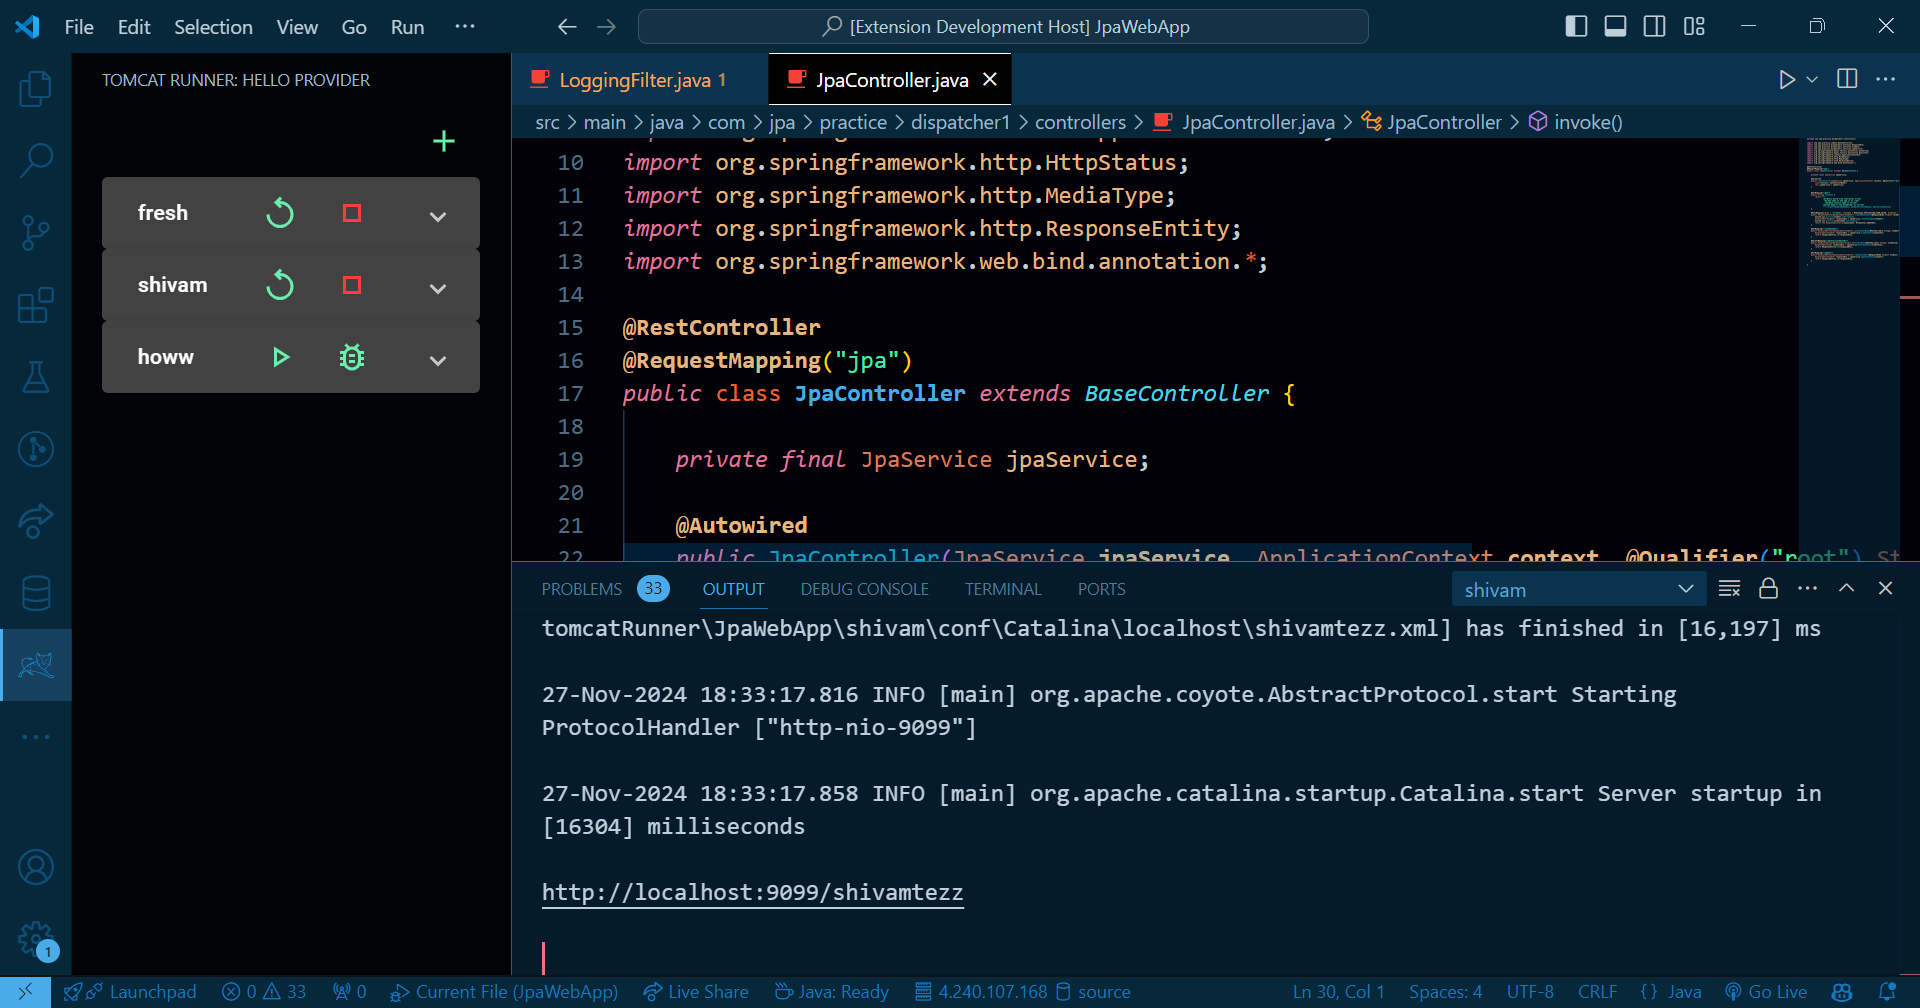 File Edit Selection View Go Run ···
[Extension Development Host] JpaWebApp
TOMCAT RUNNER: HELLO PROVIDER
fresh
shivam
howw
LoggingFilter.java 1
JpaController.java
src > main > java > com > jpa > practice > dispatcher1 > controllers > JpaController.java > JpaController > invoke()
10 import org.springframework.http.HttpStatus;
11 import org.springframework.http.MediaType;
12 import org.springframework.http.ResponseEntity;
13 import org.springframework.web.bind.annotation.*;
14
15 @RestController
16 @RequestMapping("jpa")
17 public class JpaController extends BaseController {
18
19 private final JpaService jpaService;
20
21 @Autowired
22 public JpaController(JpaService jpaService, ApplicationContext context, @Qualifier("root") St
PROBLEMS 33 OUTPUT DEBUG CONSOLE TERMINAL PORTS
shivam
tomcatRunner\JpaWebApp\shivam\conf\Catalina\localhost\shivamtezz.xml] has finished in [16,197] ms
27-Nov-2024 18:33:17.816 INFO [main] org.apache.coyote.AbstractProtocol.start Starting
ProtocolHandler ["http-nio-9099"]
27-Nov-2024 18:33:17.858 INFO [main] org.apache.catalina.startup.Catalina.start Server startup in
[16304] milliseconds
http://localhost:9099/shivamtezz
1
Launchpad 0 33 0 Current File (JpaWebApp) Live Share Java: Ready 4.240.107.168 source Ln 30, Col 1 Spaces: 4 UTF-8 CRLF {} Java Go Live